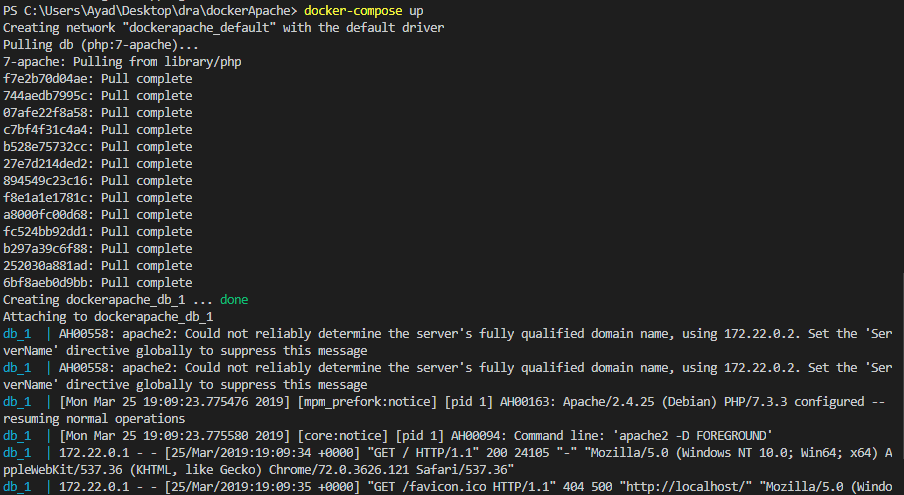 PS C:\Users\Ayad\Desktop\dra\dockerApache> docker-compose up
Creating network "dockerapache_default" with the default driver
Pulling db (php:7-apache)...
7-apache: Pulling from library/php
f7e2b70d04ae: Pull complete
744aedb7995c: Pull complete
07afe22f8a58: Pull complete
c7bf4f31c4a4: Pull complete
b528e75732cc: Pull complete
27e7d214ded2: Pull complete
894549c23c16: Pull complete
f8e1a1e1781c: Pull complete
a8000fc00d68: Pull complete
fc524bb92dd1: Pull complete
b297a39c6f88: Pull complete
252030a881ad: Pull complete
6bf8aeb0d9bb: Pull complete
Creating dockerapache_db_1 ... done
Attaching to dockerapache_db_1
db_1  | AH00558: apache2: Could not reliably determine the server's fully qualified domain name, using 172.22.0.2. Set the 'Ser
verName' directive globally to suppress this message
db_1  | AH00558: apache2: Could not reliably determine the server's fully qualified domain name, using 172.22.0.2. Set the 'Ser
verName' directive globally to suppress this message
db_1  | [Mon Mar 25 19:09:23.775476 2019] [mpm_prefork:notice] [pid 1] AH00163: Apache/2.4.25 (Debian) PHP/7.3.3 configured --
resuming normal operations
db_1  | [Mon Mar 25 19:09:23.775580 2019] [core:notice] [pid 1] AH00094: Command line: 'apache2 -D FOREGROUND'
db_1  | 172.22.0.1 - - [25/Mar/2019:19:09:34 +0000] "GET / HTTP/1.1" 200 24105 "-" "Mozilla/5.0 (Windows NT 10.0; Win64; x64) A
ppleWebKit/537.36 (KHTML, like Gecko) Chrome/72.0.3626.121 Safari/537.36"
db_1  | 172.22.0.1 - - [25/Mar/2019:19:09:35 +0000] "GET /favicon.ico HTTP/1.1" 404 500 "http://localhost/" "Mozilla/5.0 (Windo